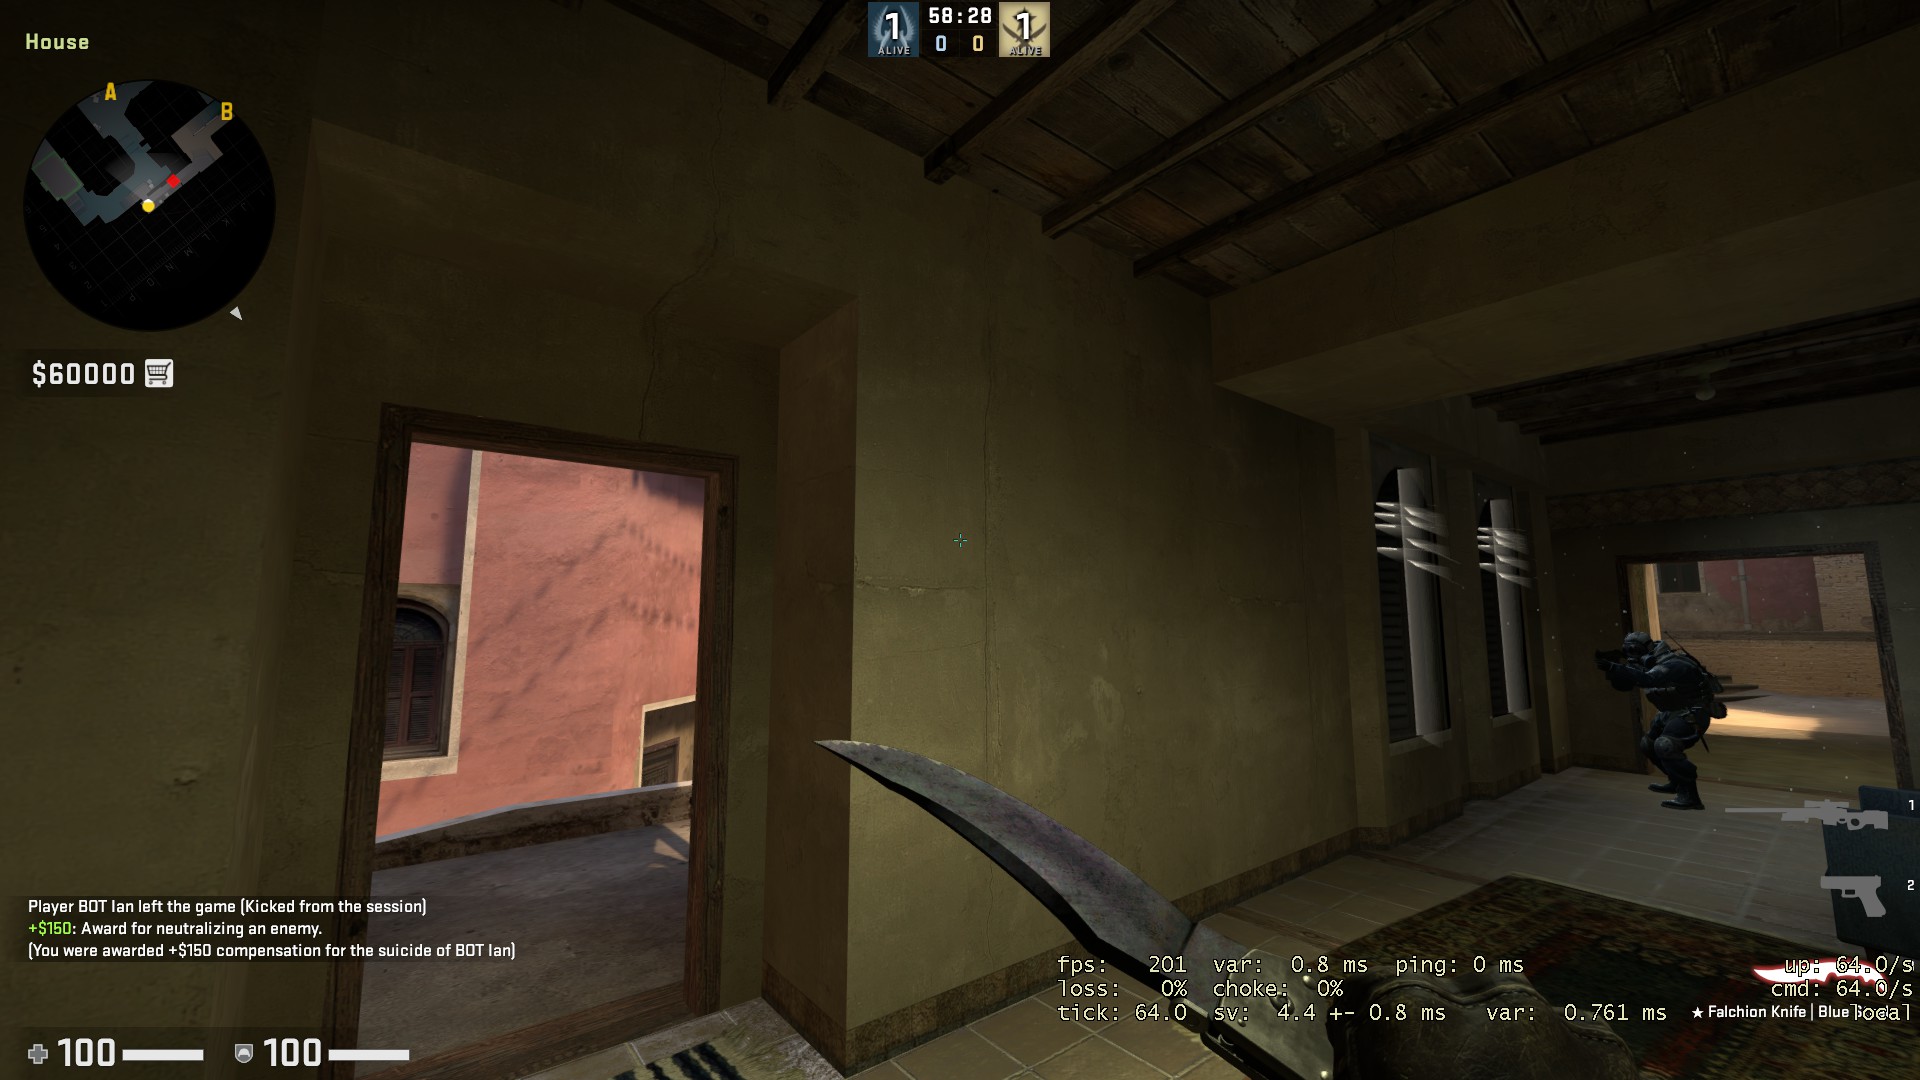 House
1 58:28 1
ALIVE 0 0 ALIVE
A
B
$60000
1
2
Player BOT Ian left the game (Kicked from the session)
+$150: Award for neutralizing an enemy.
(You were awarded +$150 compensation for the suicide of BOT Ian)
fps: 201 var: 0.8 ms ping: 0 ms up: 64.0/s
loss: 0% choke: 0% cmd: 64.0/s
tick: 64.0 sv: 4.4 +- 0.8 ms var: 0.761 ms local
★ Falchion Knife | Blue
100 100